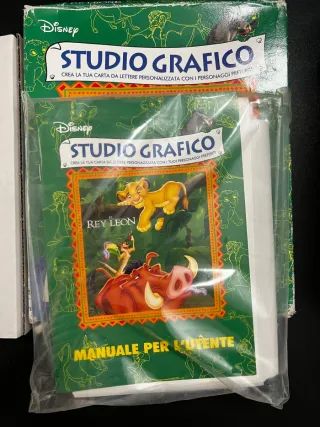 Disney
STUDIO GRAFICO
CREA LA TUA CARTA DA LETTERE PERSONALIZZATA CON I PERSONAGGI
Disney
STUDIO GRAFICO
CREA LA TUA CARTA DA LETTERE PERSONALIZZATA CON I TUOI PERSONAGGI PREFERITI
EL
REY LEON
MANUALE PER L'UTENTE